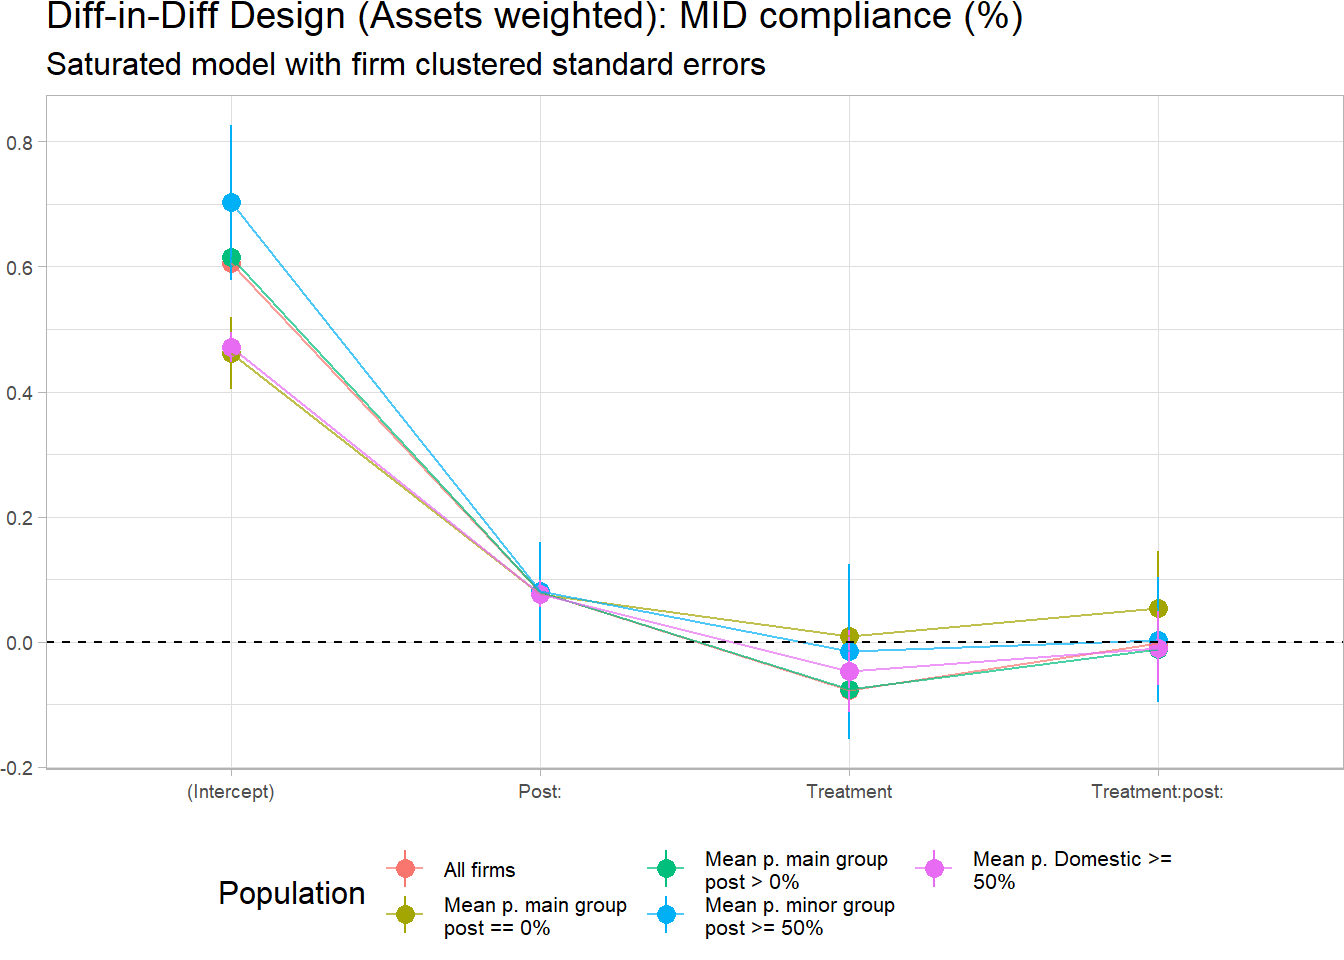 Diff-in-Diff Design (Assets weighted): MID compliance (%)
Saturated model with firm clustered standard errors
0.8
0.6
0.4
0.2
0.0
-0.2
(Intercept)
Post:
Treatment
Treatment:post:
Population
All firms
Mean p. main group
post == 0%
Mean p. main group
post > 0%
Mean p. minor group
post >= 50%
Mean p. Domestic >=
50%